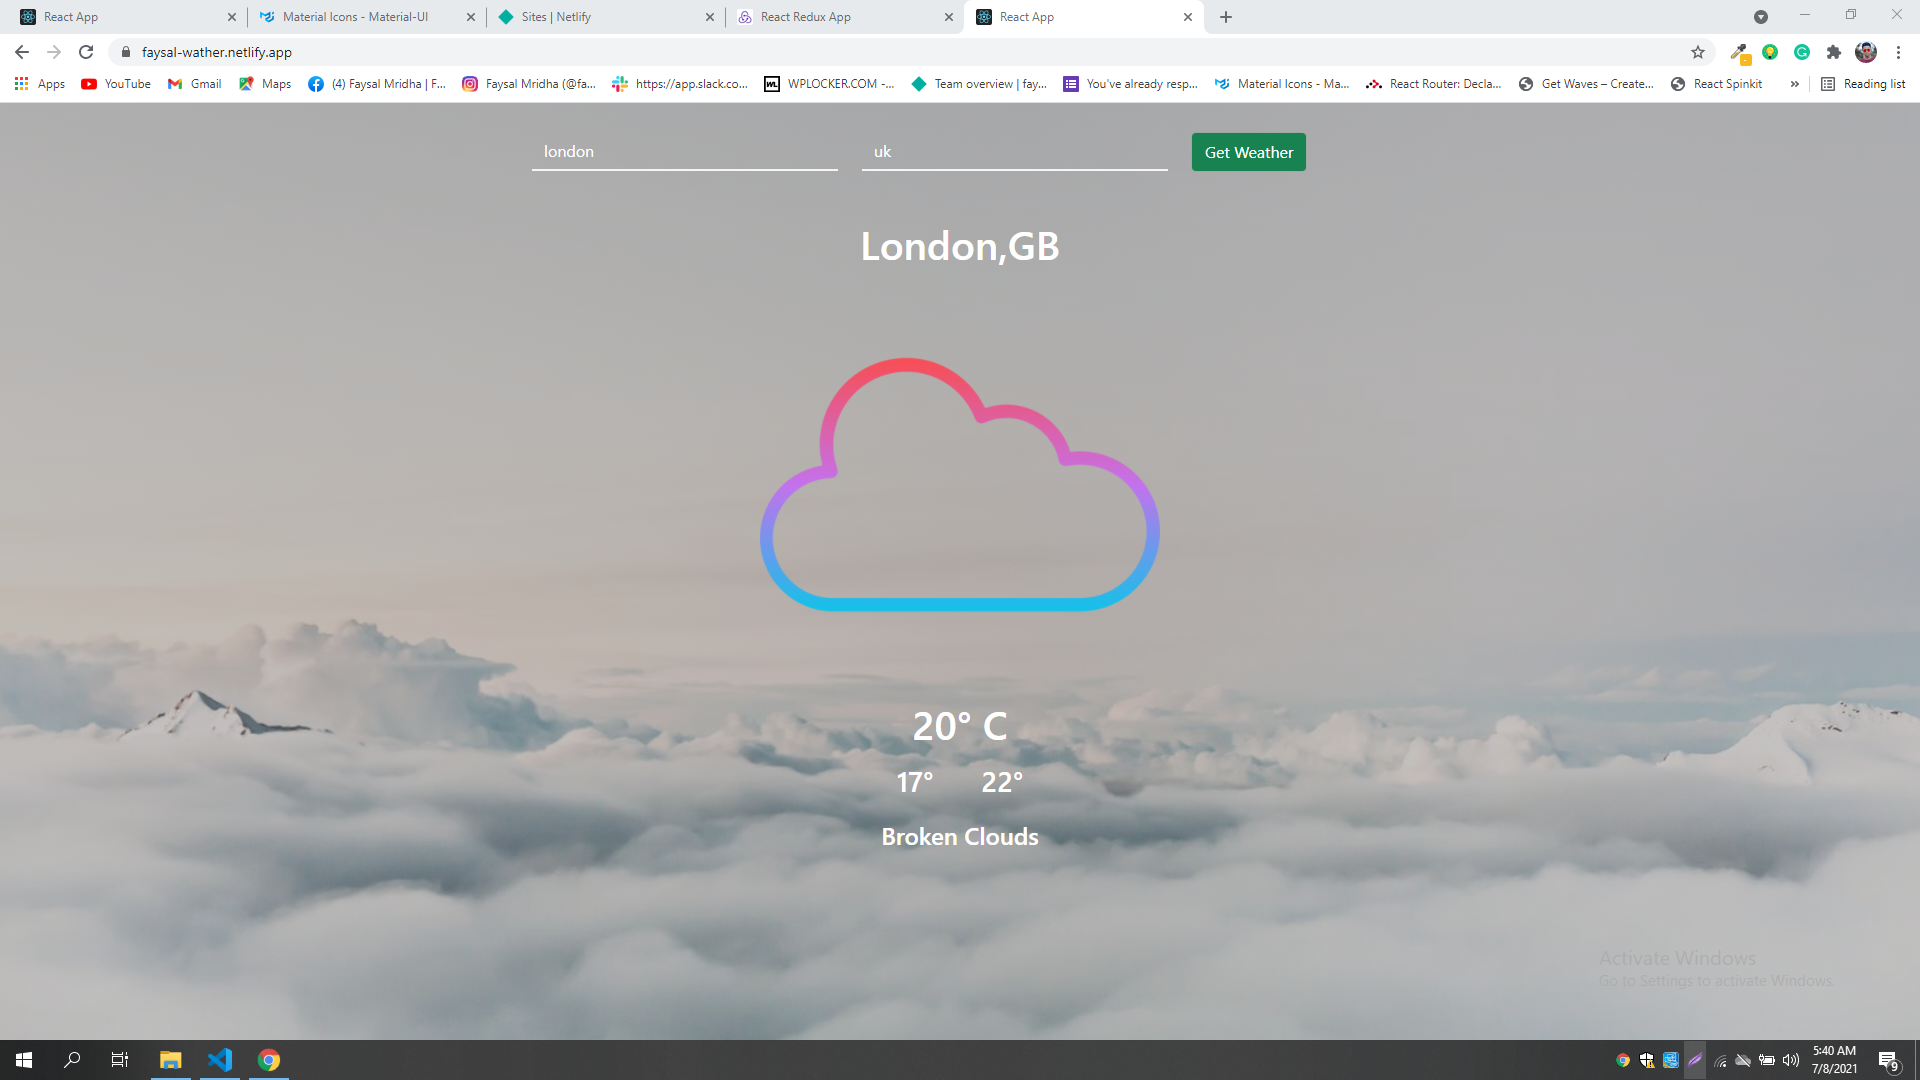 React App
Material Icons - Material-UI
Sites | Netlify
React Redux App
React App
faysal-wather.netlify.app
Apps
YouTube
Gmail
Maps
(4) Faysal Mridha | F...
Faysal Mridha (@fa...
https://app.slack.co...
WL
WPLOCKER.COM -...
Team overview | fay...
You've already resp...
Material Icons - Ma...
React Router: Decla...
Get Waves – Create...
React Spinkit
»
Reading list
london
uk
Get Weather
London,GB
20° C
17° 22°
Broken Clouds
Activate Windows
Go to Settings to activate Windows.
5:40 AM
7/8/2021
9